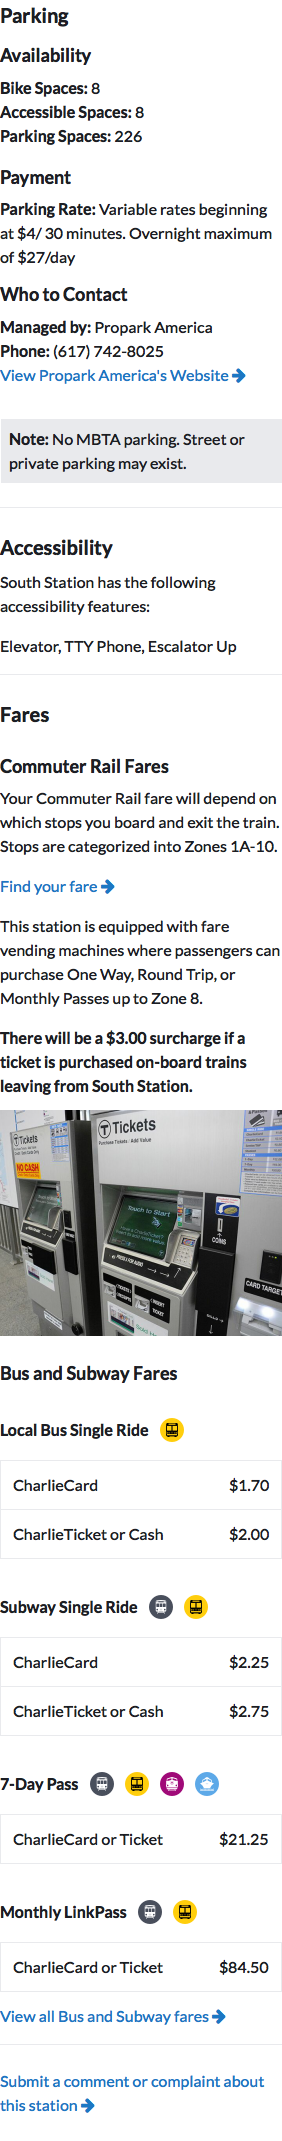 Parking
Availability
Bike Spaces: 8
Accessible Spaces: 8
Parking Spaces: 226
Payment
Parking Rate: Variable rates beginning
at $4/ 30 minutes. Overnight maximum
of $27/day
Who to Contact
Managed by: Propark America
Phone: (617) 742-8025
View Propark America's Website
Note: No MBTA parking. Street or
private parking may exist.
Accessibility
South Station has the following
accessibility features:
Elevator, TTY Phone, Escalator Up
Fares
Commuter Rail Fares
Your Commuter Rail fare will depend on
which stops you board and exit the train.
Stops are categorized into Zones 1A-10.
Find your fare
This station is equipped with fare
vending machines where passengers can
purchase One Way, Round Trip, or
Monthly Passes up to Zone 8.
There will be a $3.00 surcharge if a
ticket is purchased on-board trains
leaving from South Station.
Tickets
NO CASH
Tickets
Purchase Tickets / Add Value
Touch to Start
COINS
CARD TARGET
Bus and Subway Fares
Local Bus Single Ride
CharlieCard $1.70
CharlieTicket or Cash $2.00
Subway Single Ride
CharlieCard $2.25
CharlieTicket or Cash $2.75
7-Day Pass
CharlieCard or Ticket $21.25
Monthly LinkPass
CharlieCard or Ticket $84.50
View all Bus and Subway fares
Submit a comment or complaint about
this station